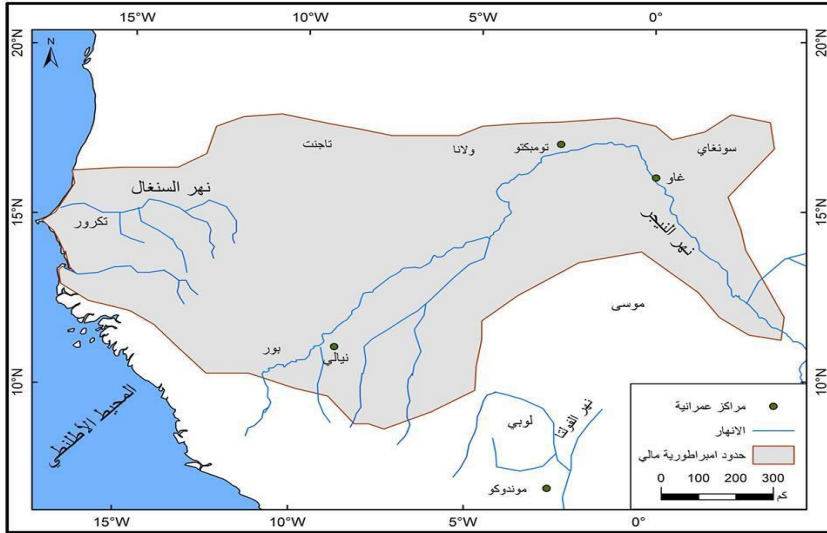 15°W
10°W
5°W
0°
20°N
20°N
N
تاجنت
ولاتا
تومبكتو
سونغاي
غاو
نهر السنغال
تكرور
15°N
15°N
نهر النيجر
موسى
بور
نيالي
10°N
10°N
لوبي
نهر الفولتا
موندوكو
المحيط الأطلنطي
مراكز عمرانية
الانهار
حدود امبراطورية مالي
0 100 200 300
كم
15°W
10°W
5°W
0°